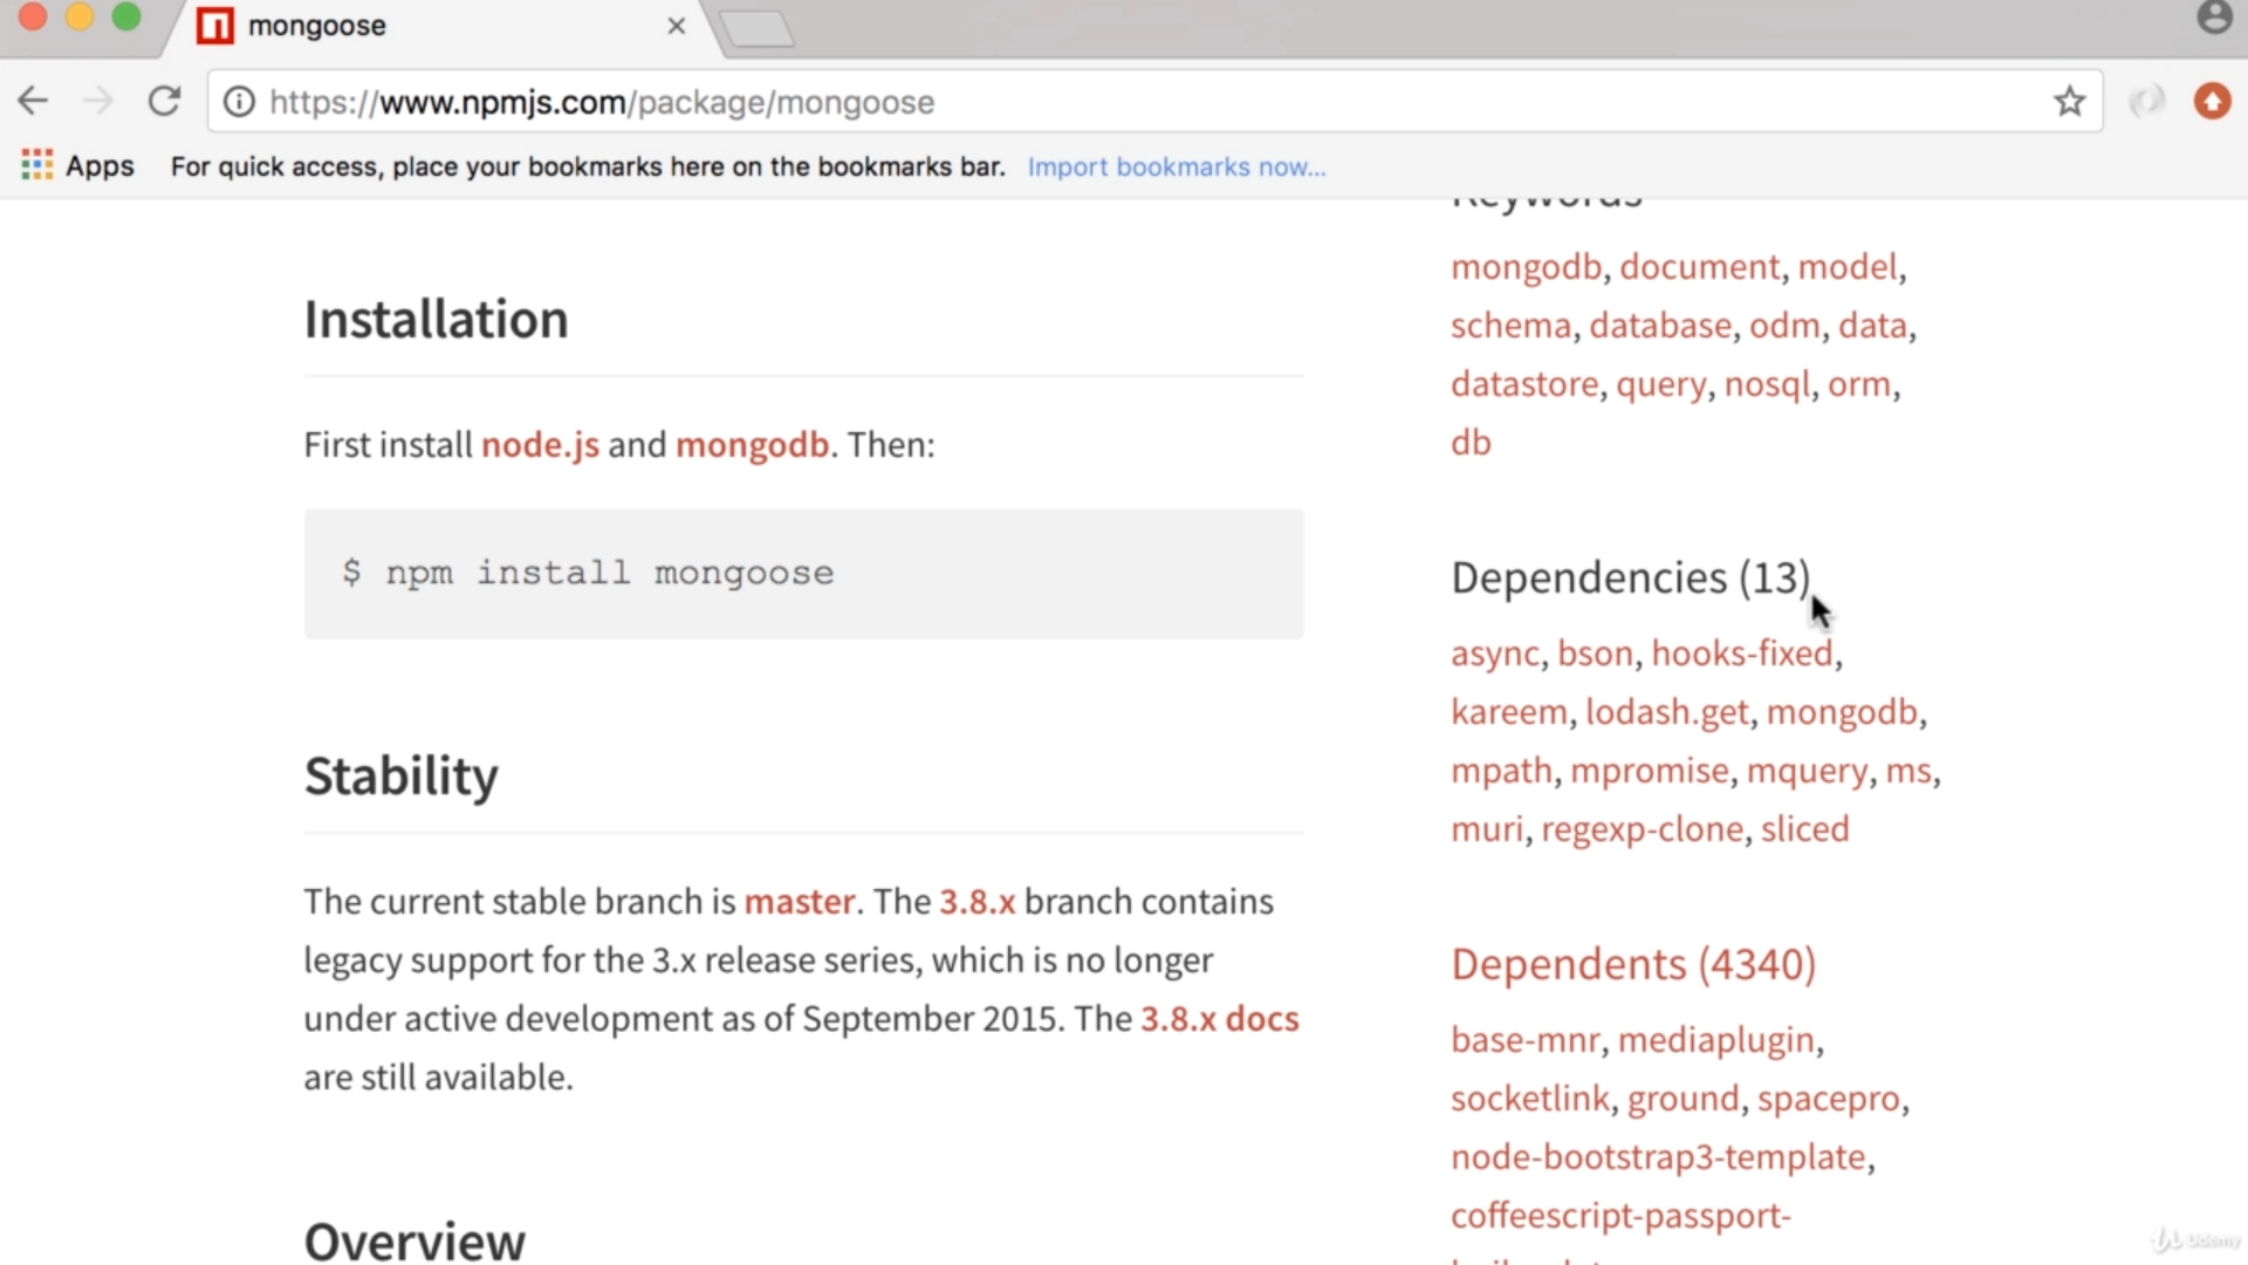 mongoose
https://www.npmjs.com/package/mongoose
Apps For quick access, place your bookmarks here on the bookmarks bar. Import bookmarks now...
Installation
First install node.js and mongodb. Then:
$ npm install mongoose
Stability
The current stable branch is master. The 3.8.x branch contains
legacy support for the 3.x release series, which is no longer
under active development as of September 2015. The 3.8.x docs
are still available.
Overview
Keywords
mongodb, document, model,
schema, database, odm, data,
datastore, query, nosql, orm,
db
Dependencies (13)
async, bson, hooks-fixed,
kareem, lodash.get, mongodb,
mpath, mpromise, mquery, ms,
muri, regexp-clone, sliced
Dependents (4340)
base-mnr, mediaplugin,
socketlink, ground, spacepro,
node-bootstrap3-template,
coffeescript-passport-
Udemy